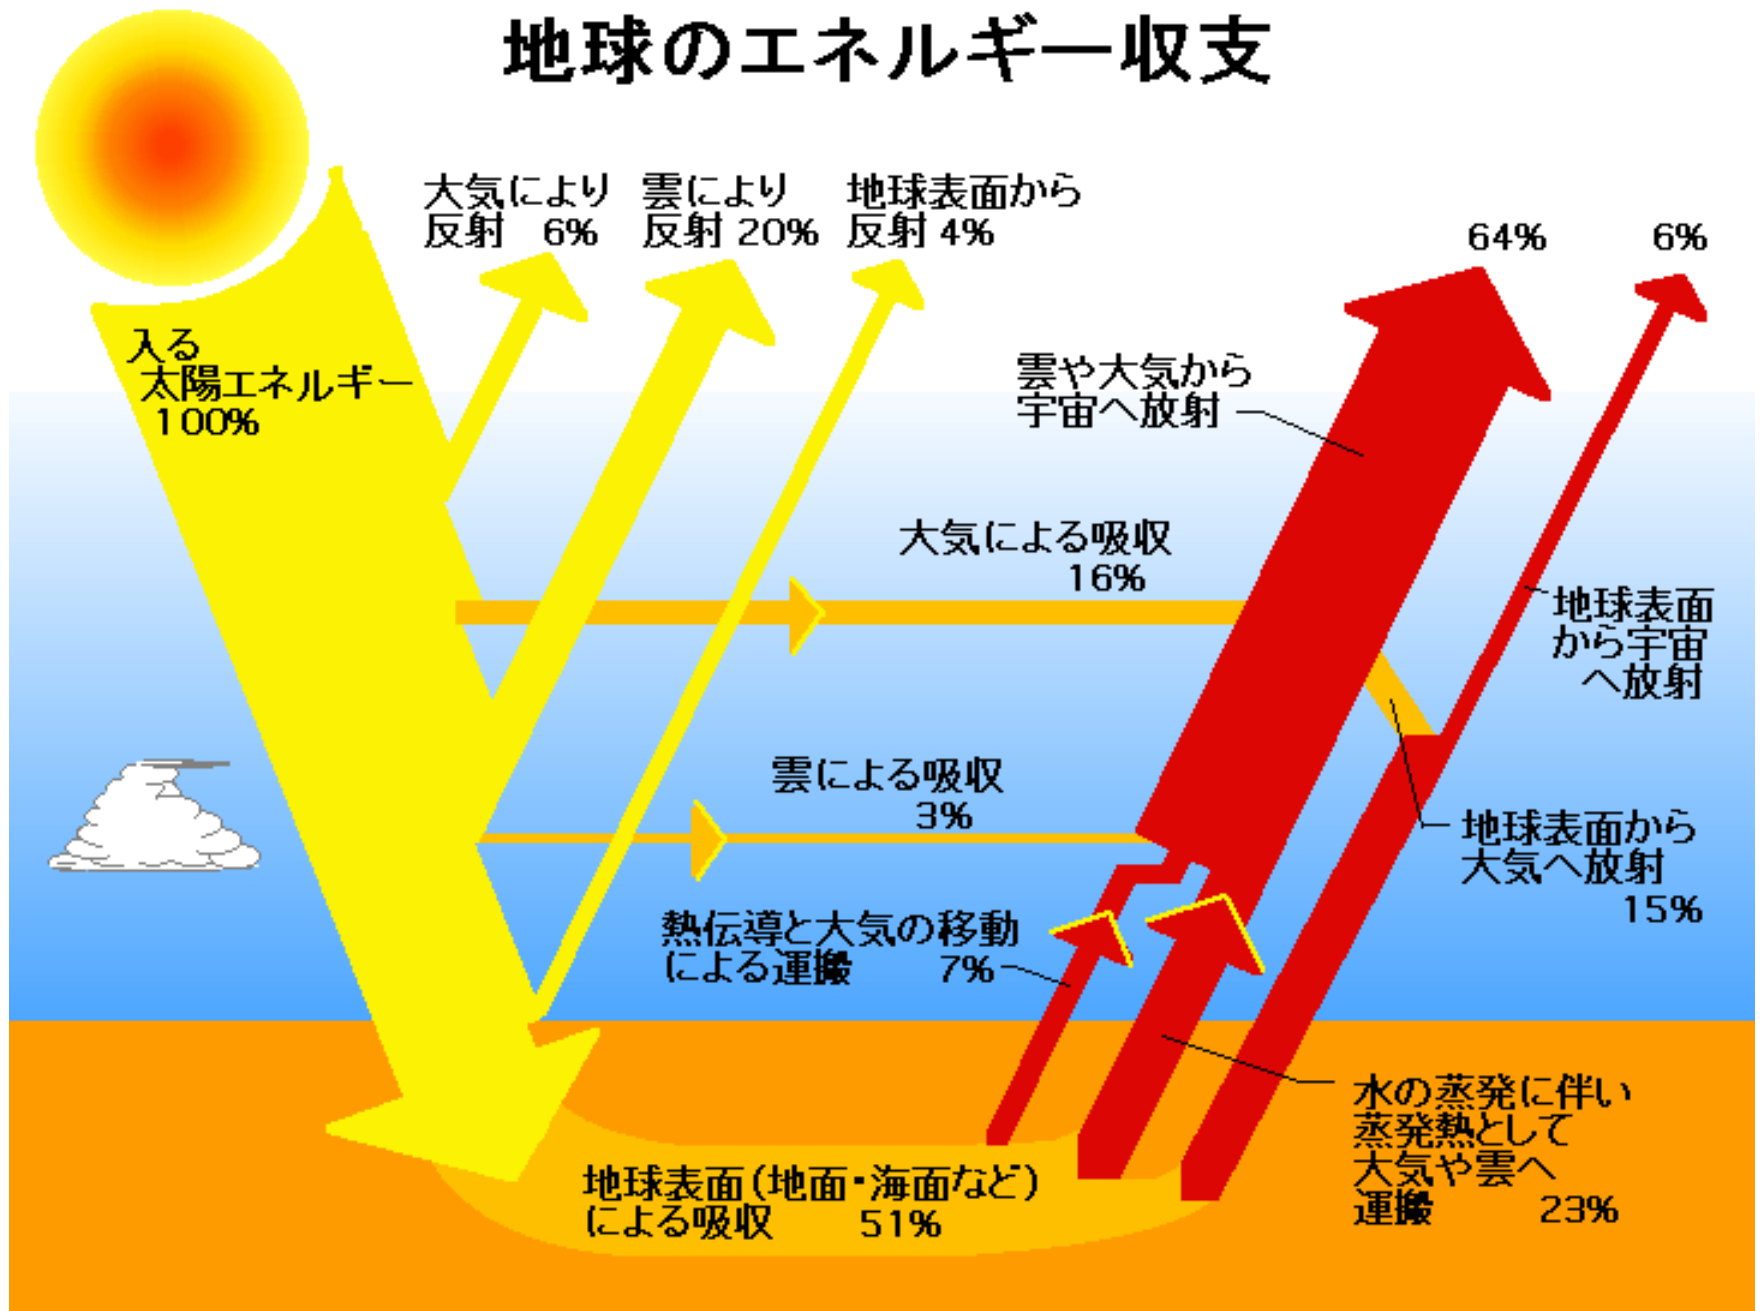 地球のエネルギー収支
大気により
反射 6%
雲により
反射 20%
地球表面から
反射 4%
64%
6%
入る
太陽エネルギー
100%
雲や大気から
宇宙へ放射
大気による吸収
16%
地球表面
から宇宙
へ放射
雲による吸収
3%
地球表面から
大気へ放射
15%
熱伝導と大気の移動
による運搬 7%
水の蒸発に伴い
蒸発熱として
大気や雲へ
運搬 23%
地球表面(地面・海面など)
による吸収 51%